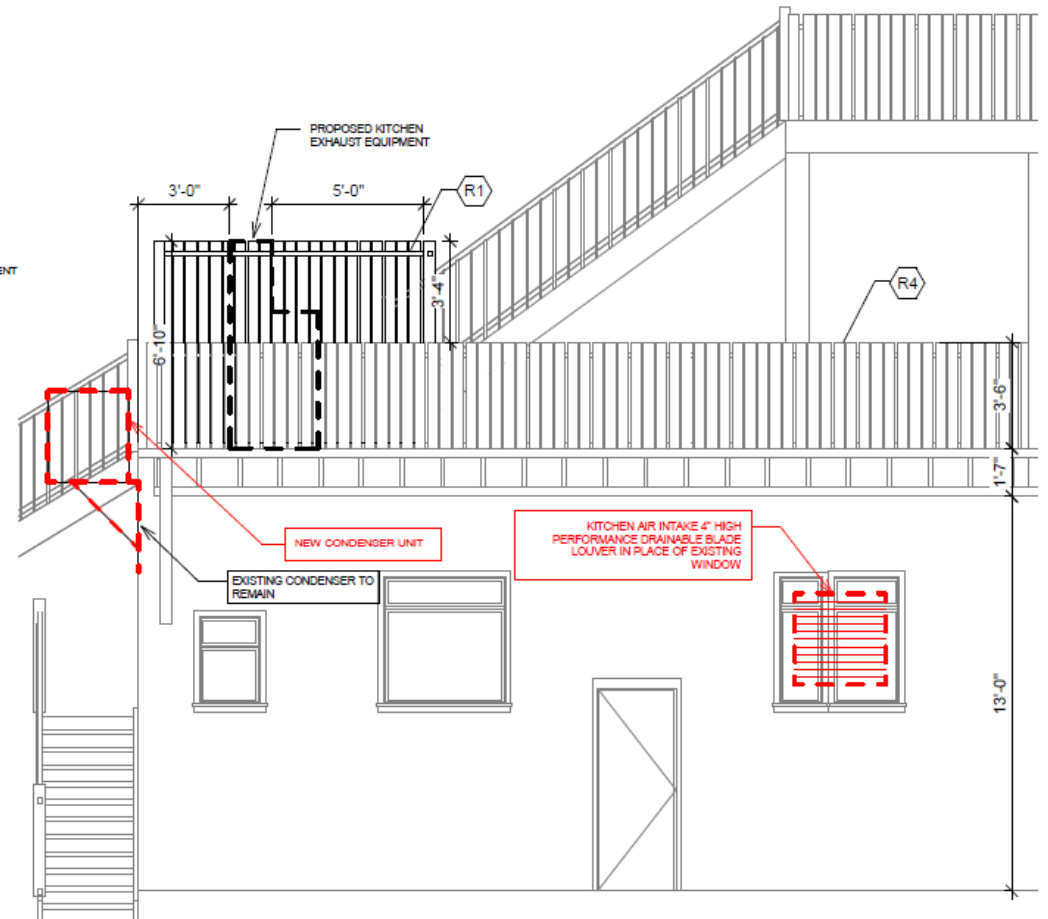 PROPOSED KITCHEN
EXHAUST EQUIPMENT
3'-0"
5'-0"
R1
ENT
3'-4"
R4
6'-10"
3'-6"
1'-7"
KITCHEN AIR INTAKE 4" HIGH
PERFORMANCE DRAINABLE BLADE
LOUVER IN PLACE OF EXISTING
WINDOW
NEW CONDENSER UNIT
EXISTING CONDENSER TO
REMAIN
13'-0"